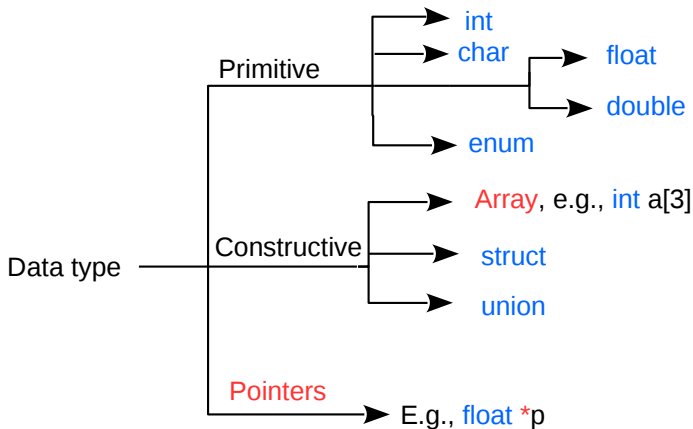 int
char
Primitive
float
double
enum
Array, e.g., int a[3]
Constructive
struct
Data type
union
Pointers
E.g., float *p